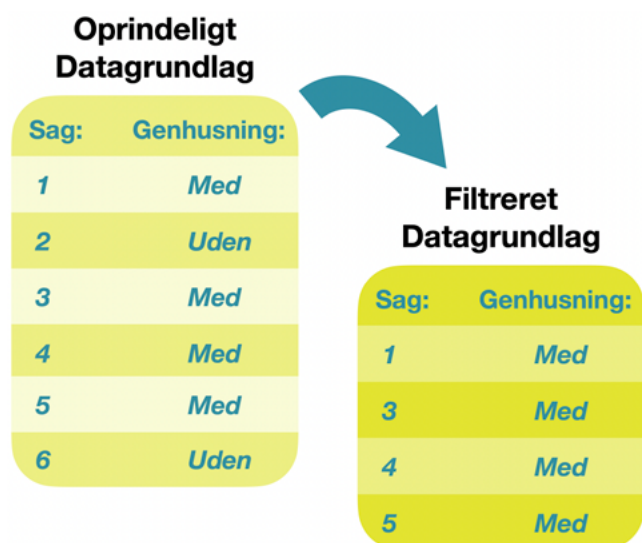 Oprindeligt
Datagrundlag
Sag: Genhusning:
1 Med
2 Uden
3 Med
4 Med
5 Med
6 Uden
Filtreret
Datagrundlag
Sag: Genhusning:
1 Med
3 Med
4 Med
5 Med